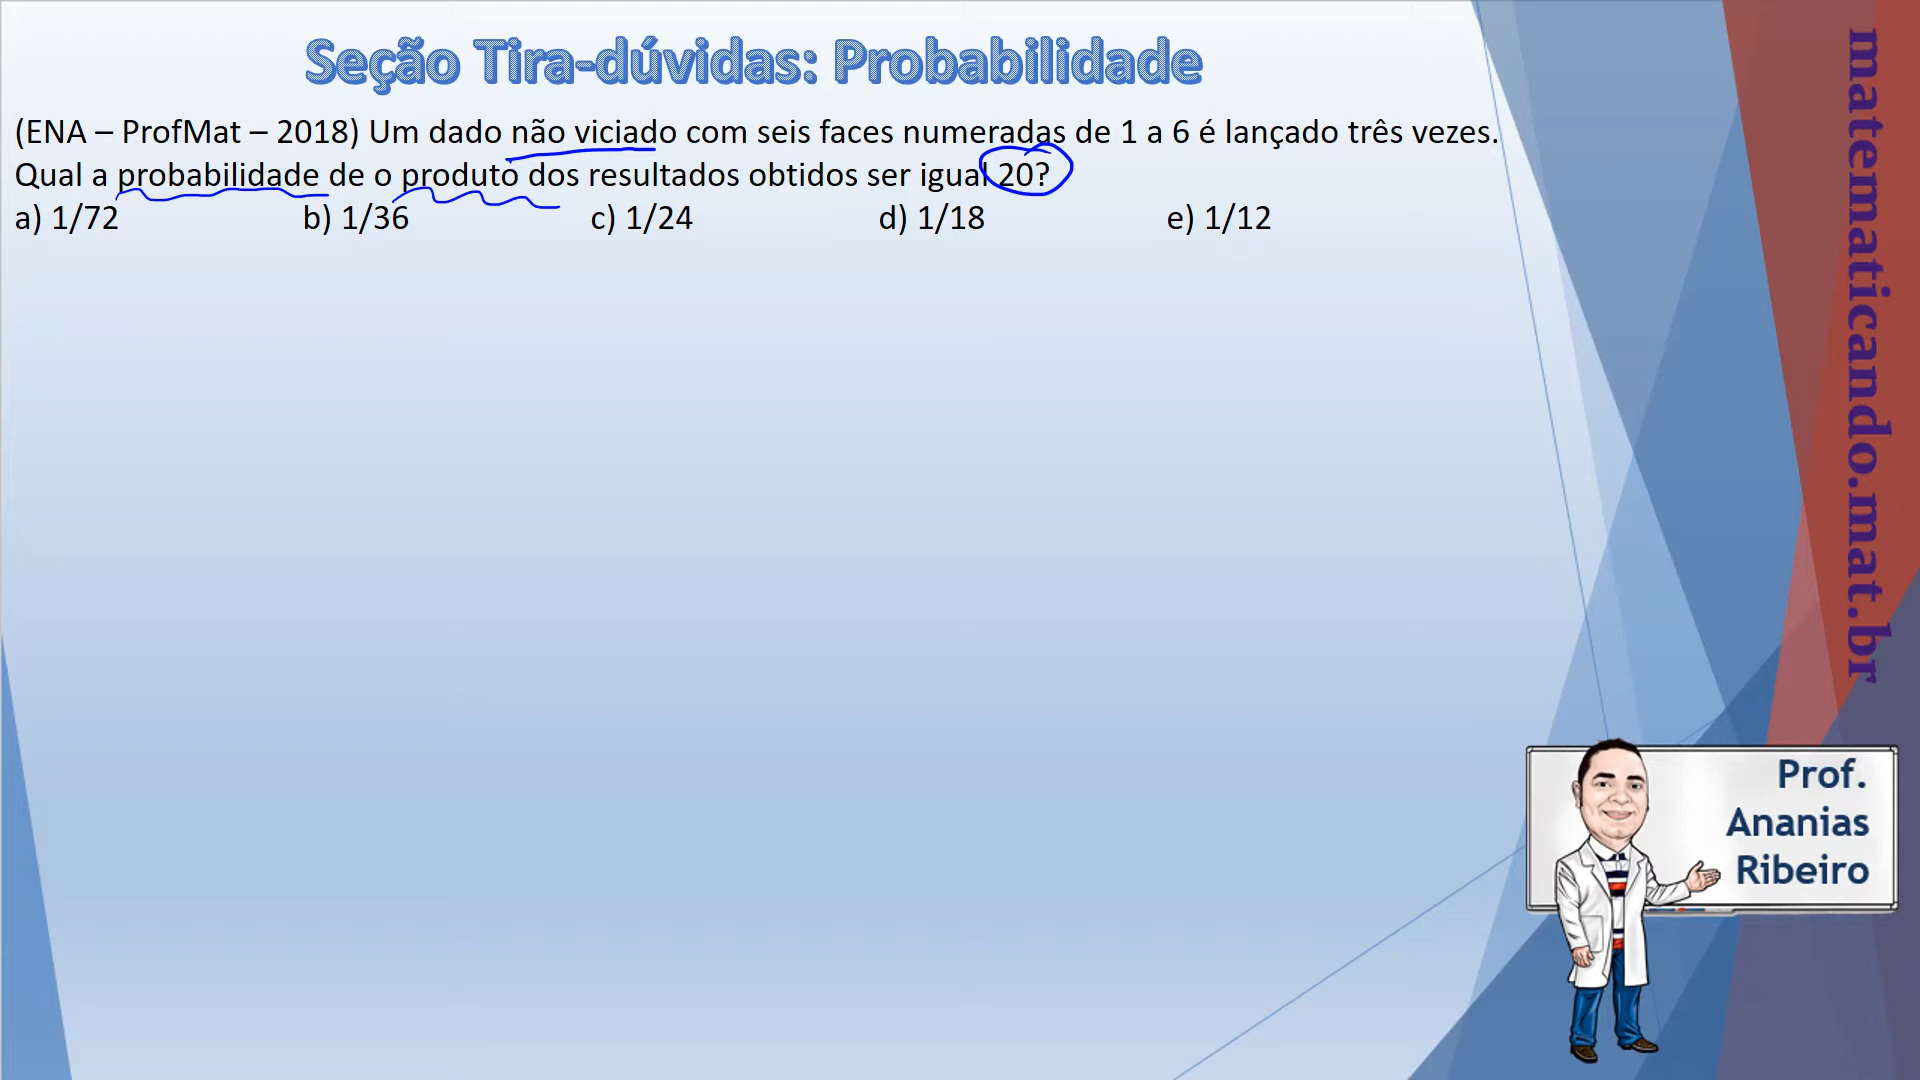 Seção Tira-dúvidas: Probabilidade
(ENA – ProfMat – 2018) Um dado não viciado com seis faces numeradas de 1 a 6 é lançado três vezes.
Qual a probabilidade de o produto dos resultados obtidos ser igual 20?
a) 1/72 b) 1/36 c) 1/24 d) 1/18 e) 1/12
matematicando.mat.br
Prof.
Ananias
Ribeiro